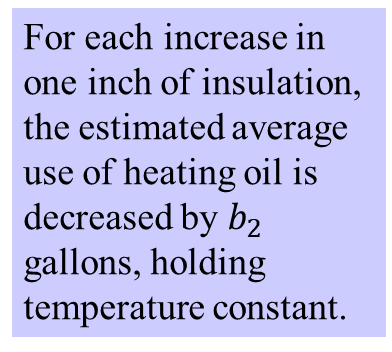 For each increase in
one inch of insulation,
the estimated average
use of heating oil is
decreased by b₂
gallons, holding
temperature constant.